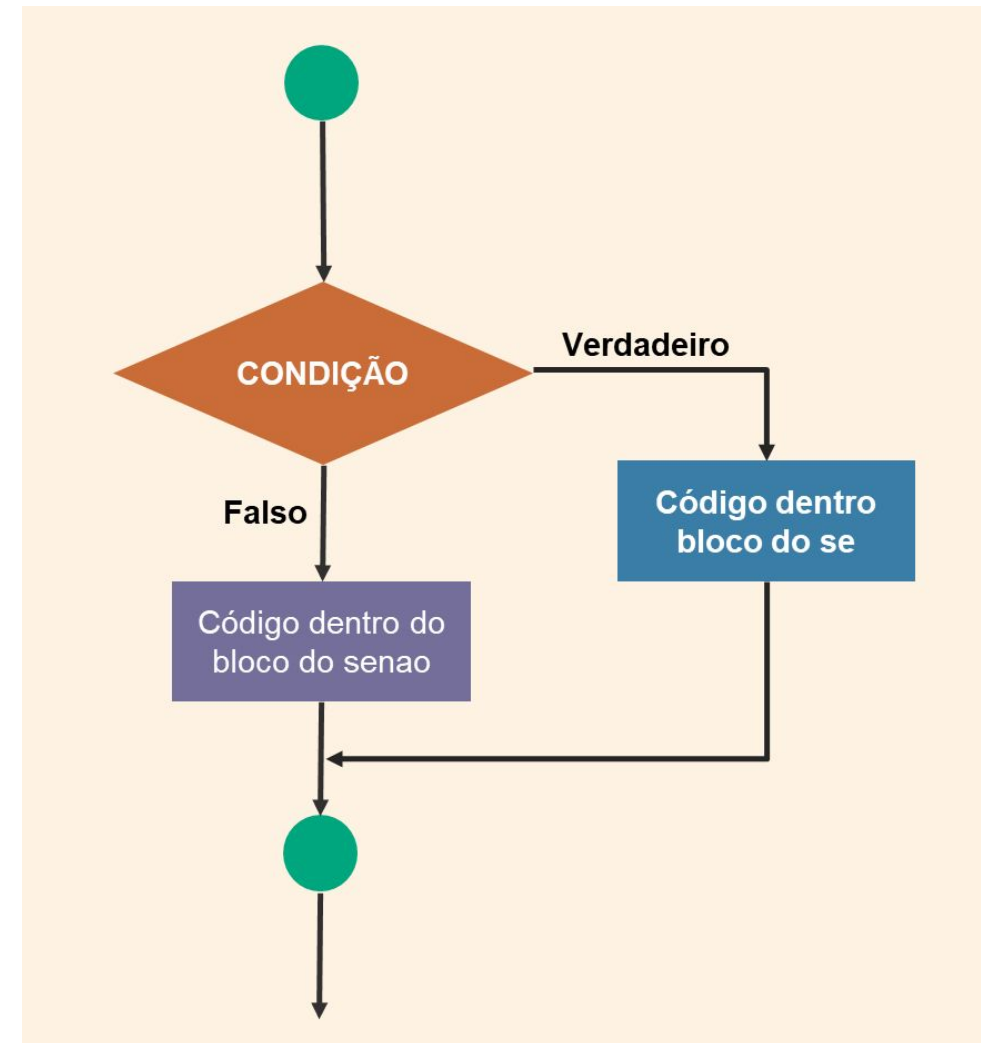 CONDIÇÃO
Verdadeiro
Falso
Código dentro
bloco do se
Código dentro do
bloco do senao